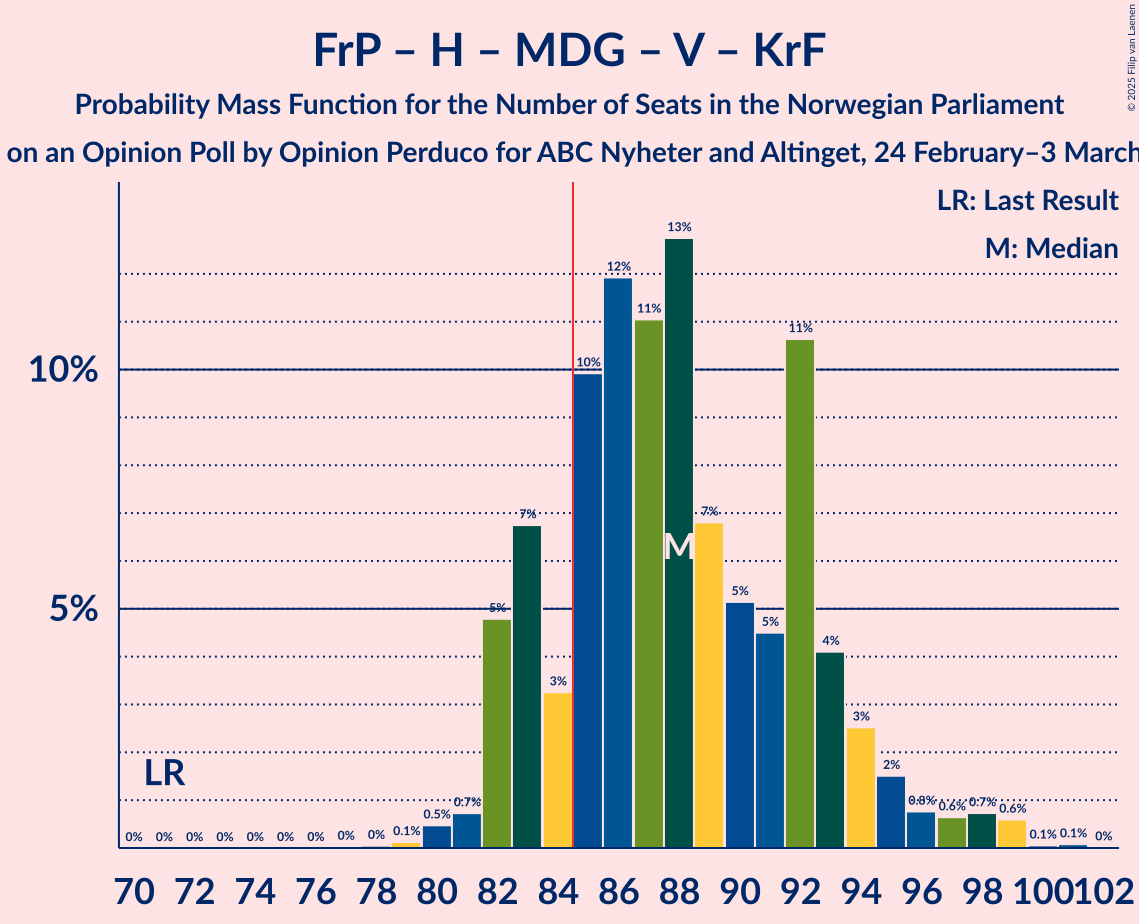 FrP – H – MDG – V – KrF
Probability Mass Function for the Number of Seats in the Norwegian Parliament
on an Opinion Poll by Opinion Perduco for ABC Nyheter and Altinget, 24 February–3 March
© 2025 Filip van Laenen
LR: Last Result
M: Median
13%
12%
11%
11%
10%
10%
7%
7%
M
5%
5%
5%
5%
4%
3%
3%
LR
2%
0% 0% 0% 0% 0% 0% 0% 0% 0% 0.1% 0.5% 0.7% 0.8% 0.6% 0.7% 0.6% 0.1% 0.1% 0%
70 72 74 76 78 80 82 84 86 88 90 92 94 96 98 100 102